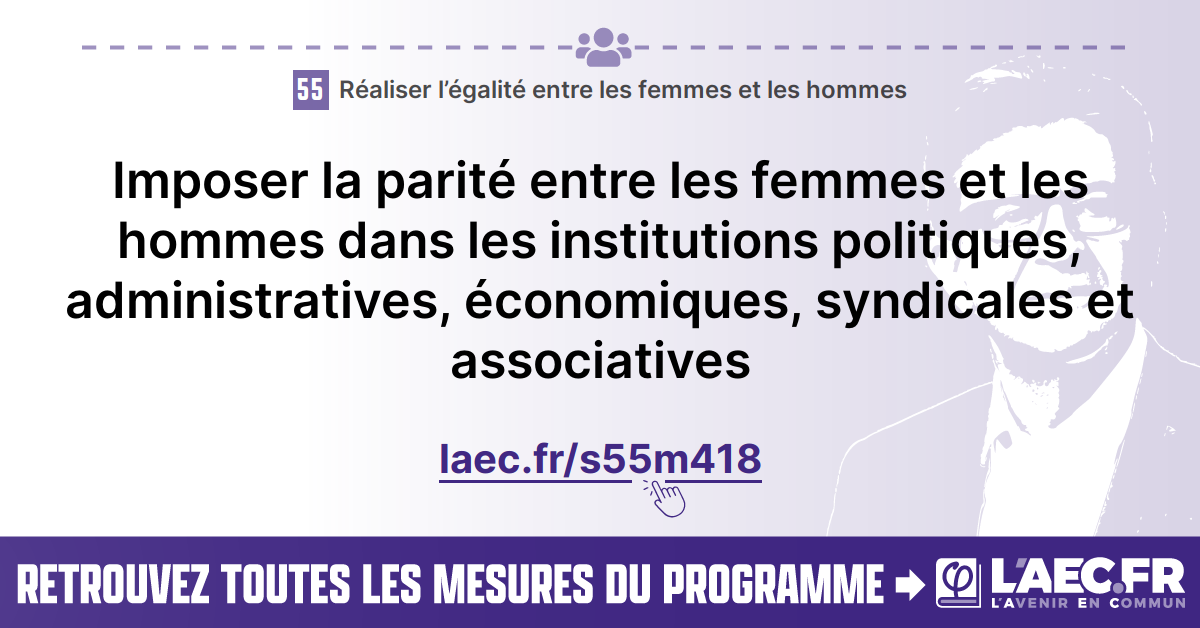 55 Réaliser l’égalité entre les femmes et les hommes
Imposer la parité entre les femmes et les
hommes dans les institutions politiques,
administratives, économiques, syndicales et
associatives
laec.fr/s55m418
RETROUVEZ TOUTES LES MESURES DU PROGRAMME
φ L'AEC.FR
L'AVENIR EN COMMUN